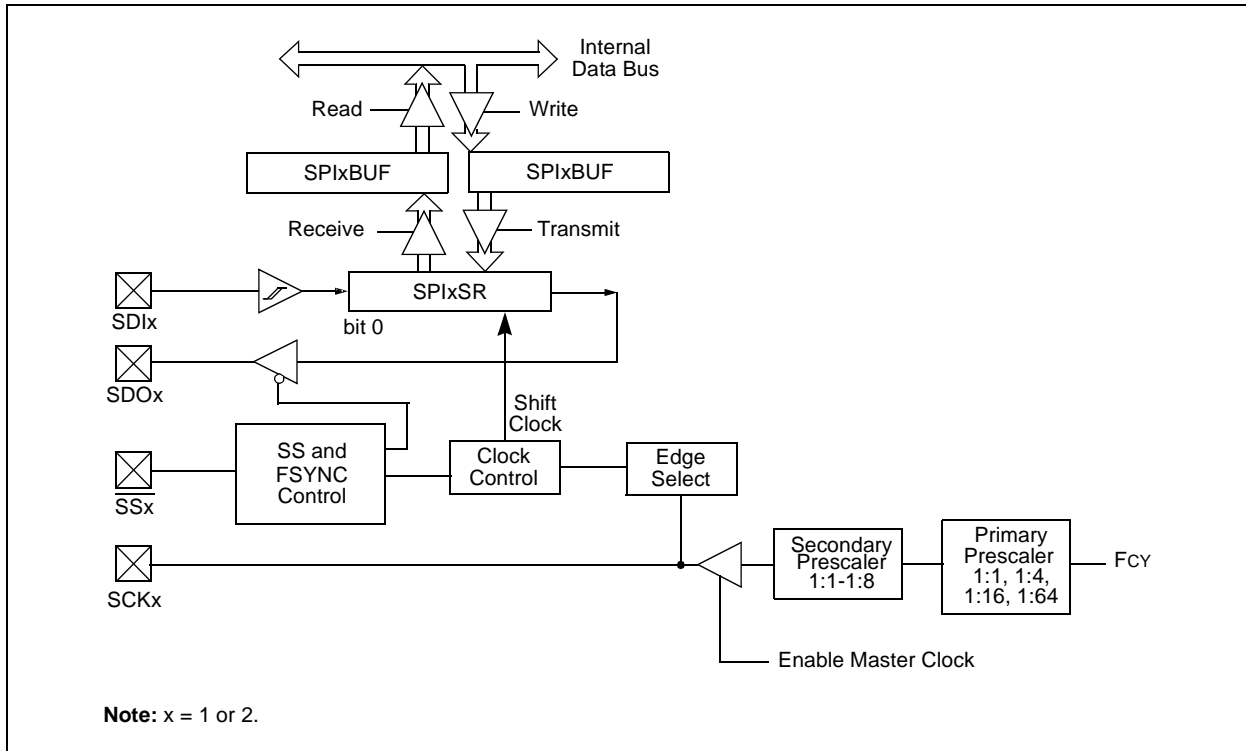 Internal
Data Bus
Read
Write
SPIxBUF
SPIxBUF
Receive
Transmit
SPIxSR
SDIx
bit 0
SDOx
Shift
Clock
SS and
FSYNC
Control
Clock
Control
Edge
Select
SSx
Secondary
Prescaler
1:1-1:8
Primary
Prescaler
1:1, 1:4,
1:16, 1:64
FCY
SCKx
Enable Master Clock
Note: x = 1 or 2.